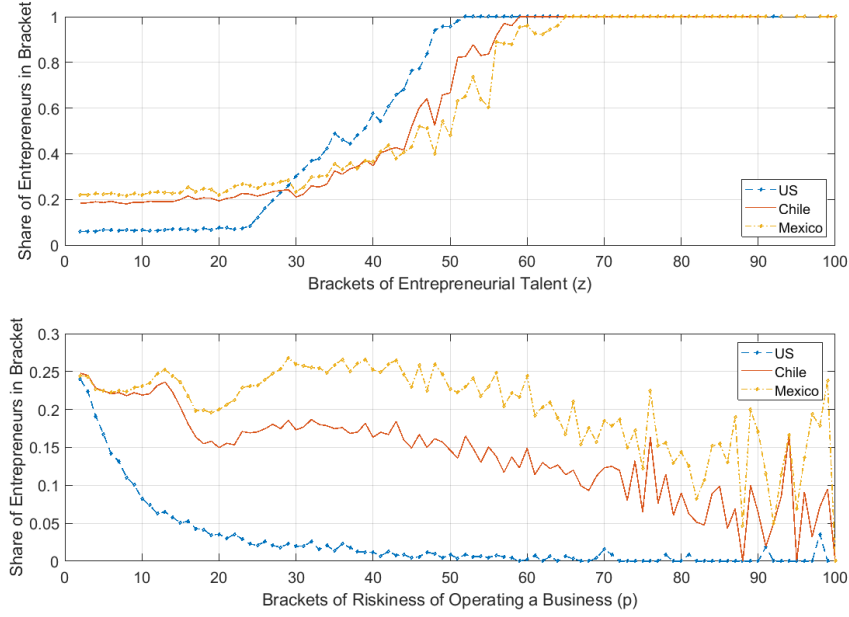 Share of Entrepreneurs in Bracket
1
0.8
0.6
0.4
0.2
0
0 10 20 30 40 50 60 70 80 90 100
Brackets of Entrepreneurial Talent (z)
US
Chile
Mexico
Share of Entrepreneurs in Bracket
0.3
0.25
0.2
0.15
0.1
0.05
0
0 10 20 30 40 50 60 70 80 90 100
Brackets of Riskiness of Operating a Business (p)
US
Chile
Mexico